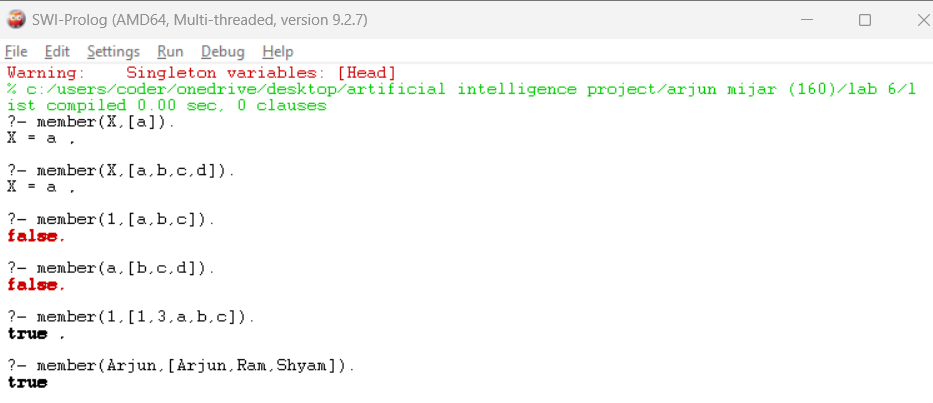 SWI-Prolog (AMD64, Multi-threaded, version 9.2.7)
File Edit Settings Run Debug Help
Warning:    Singleton variables: [Head]
% c:/users/coder/onedrive/desktop/artificial intelligence project/arjun mijar (160)/lab 6/l
ist compiled 0.00 sec, 0 clauses
?- member(X,[a]).
X = a .
?- member(X,[a,b,c,d]).
X = a .
?- member(1,[a,b,c]).
false.
?- member(a,[b,c,d]).
false.
?- member(1,[1,3,a,b,c]).
true .
?- member(Arjun,[Arjun,Ram,Shyam]).
true